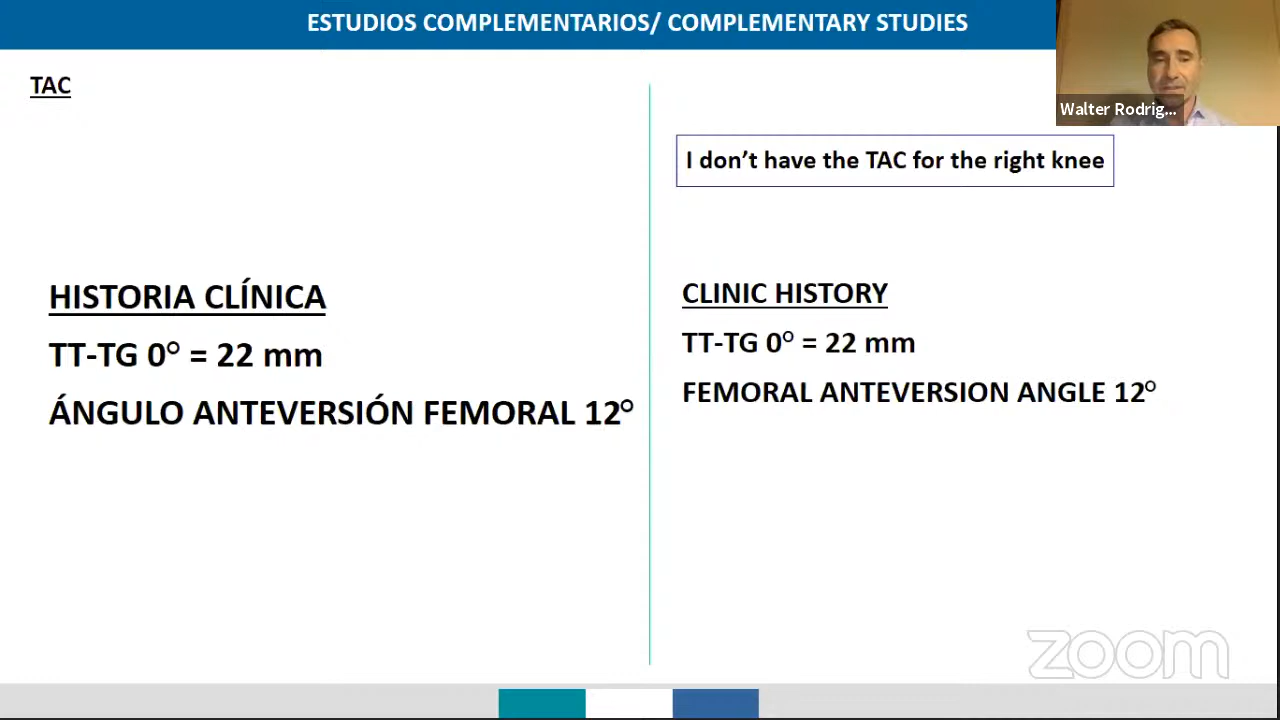 ESTUDIOS COMPLEMENTARIOS/ COMPLEMENTARY STUDIES
Walter Rodrig...
TAC
HISTORIA CLÍNICA
TT-TG 0° = 22 mm
ÁNGULO ANTEVERSIÓN FEMORAL 12°
I don’t have the TAC for the right knee
CLINIC HISTORY
TT-TG 0° = 22 mm
FEMORAL ANTEVERSION ANGLE 12°
zoom